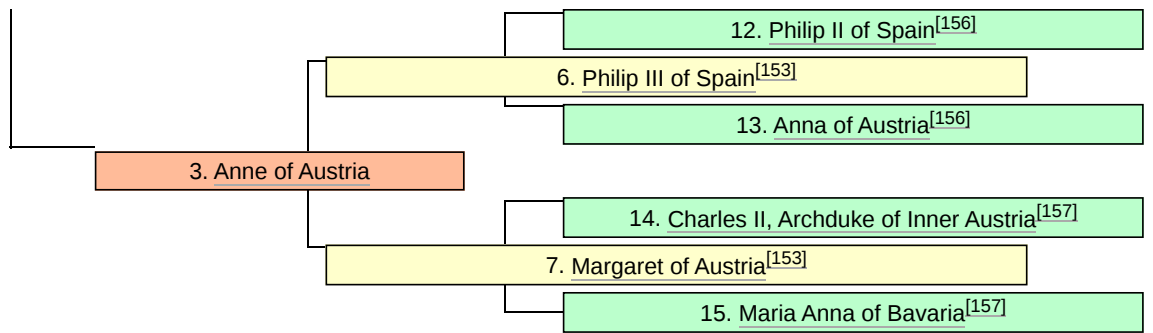 12. Philip II of Spain[156]
6. Philip III of Spain[153]
13. Anna of Austria[156]
3. Anne of Austria
14. Charles II, Archduke of Inner Austria[157]
7. Margaret of Austria[153]
15. Maria Anna of Bavaria[157]